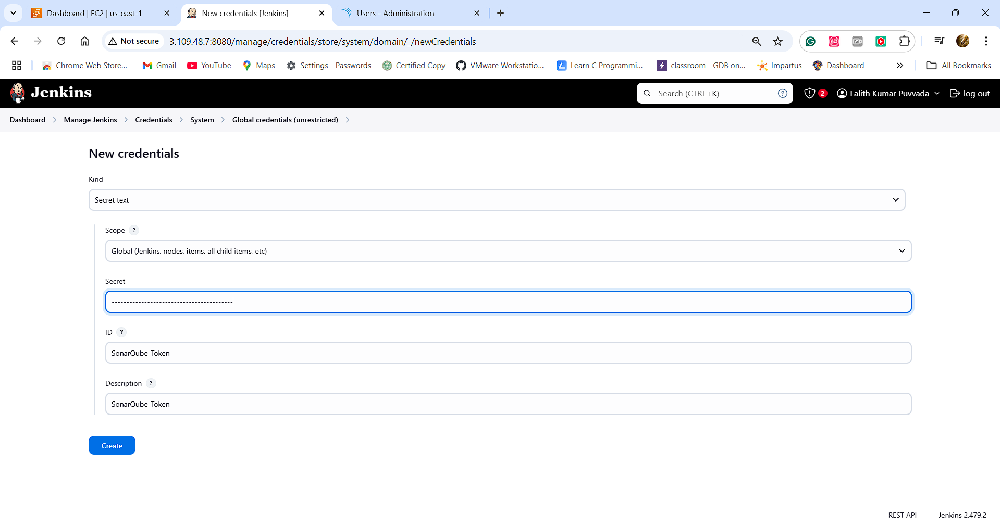 Dashboard | EC2 | us-east-1
New credentials [Jenkins]
Users - Administration
Not secure
3.109.48.7:8080/manage/credentials/store/system/domain/_/newCredentials
Chrome Web Store...
Gmail
YouTube
Maps
Settings - Passwords
Certified Copy
VMware Workstatio...
Learn C Programmi...
classroom - GDB on...
Impartus
Dashboard
All Bookmarks
Jenkins
Search (CTRL+K)
?
2
Lalith Kumar Puvvada
log out
Dashboard > Manage Jenkins > Credentials > System > Global credentials (unrestricted) >
New credentials
Kind
Secret text
Scope ?
Global (Jenkins, nodes, items, all child items, etc)
Secret
ID ?
SonarQube-Token
Description ?
SonarQube-Token
Create
REST API
Jenkins 2.479.2